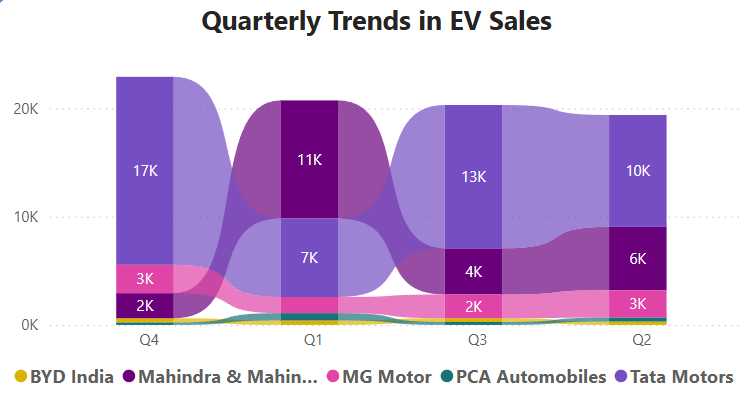 Quarterly Trends in EV Sales
20K
10K
0K
17K
3K
2K
11K
7K
13K
4K
2K
10K
6K
3K
Q4 Q1 Q3 Q2
BYD India Mahindra & Mahin... MG Motor PCA Automobiles Tata Motors